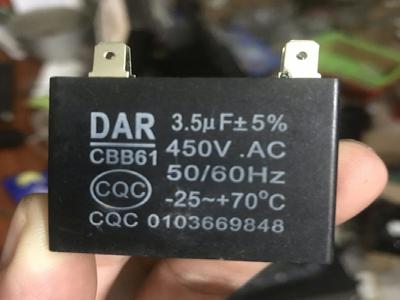 DAR 3.5μF±5%
CBB61 450V .AC
50/60Hz
CQC -25~+70°C
CQC 0103669848